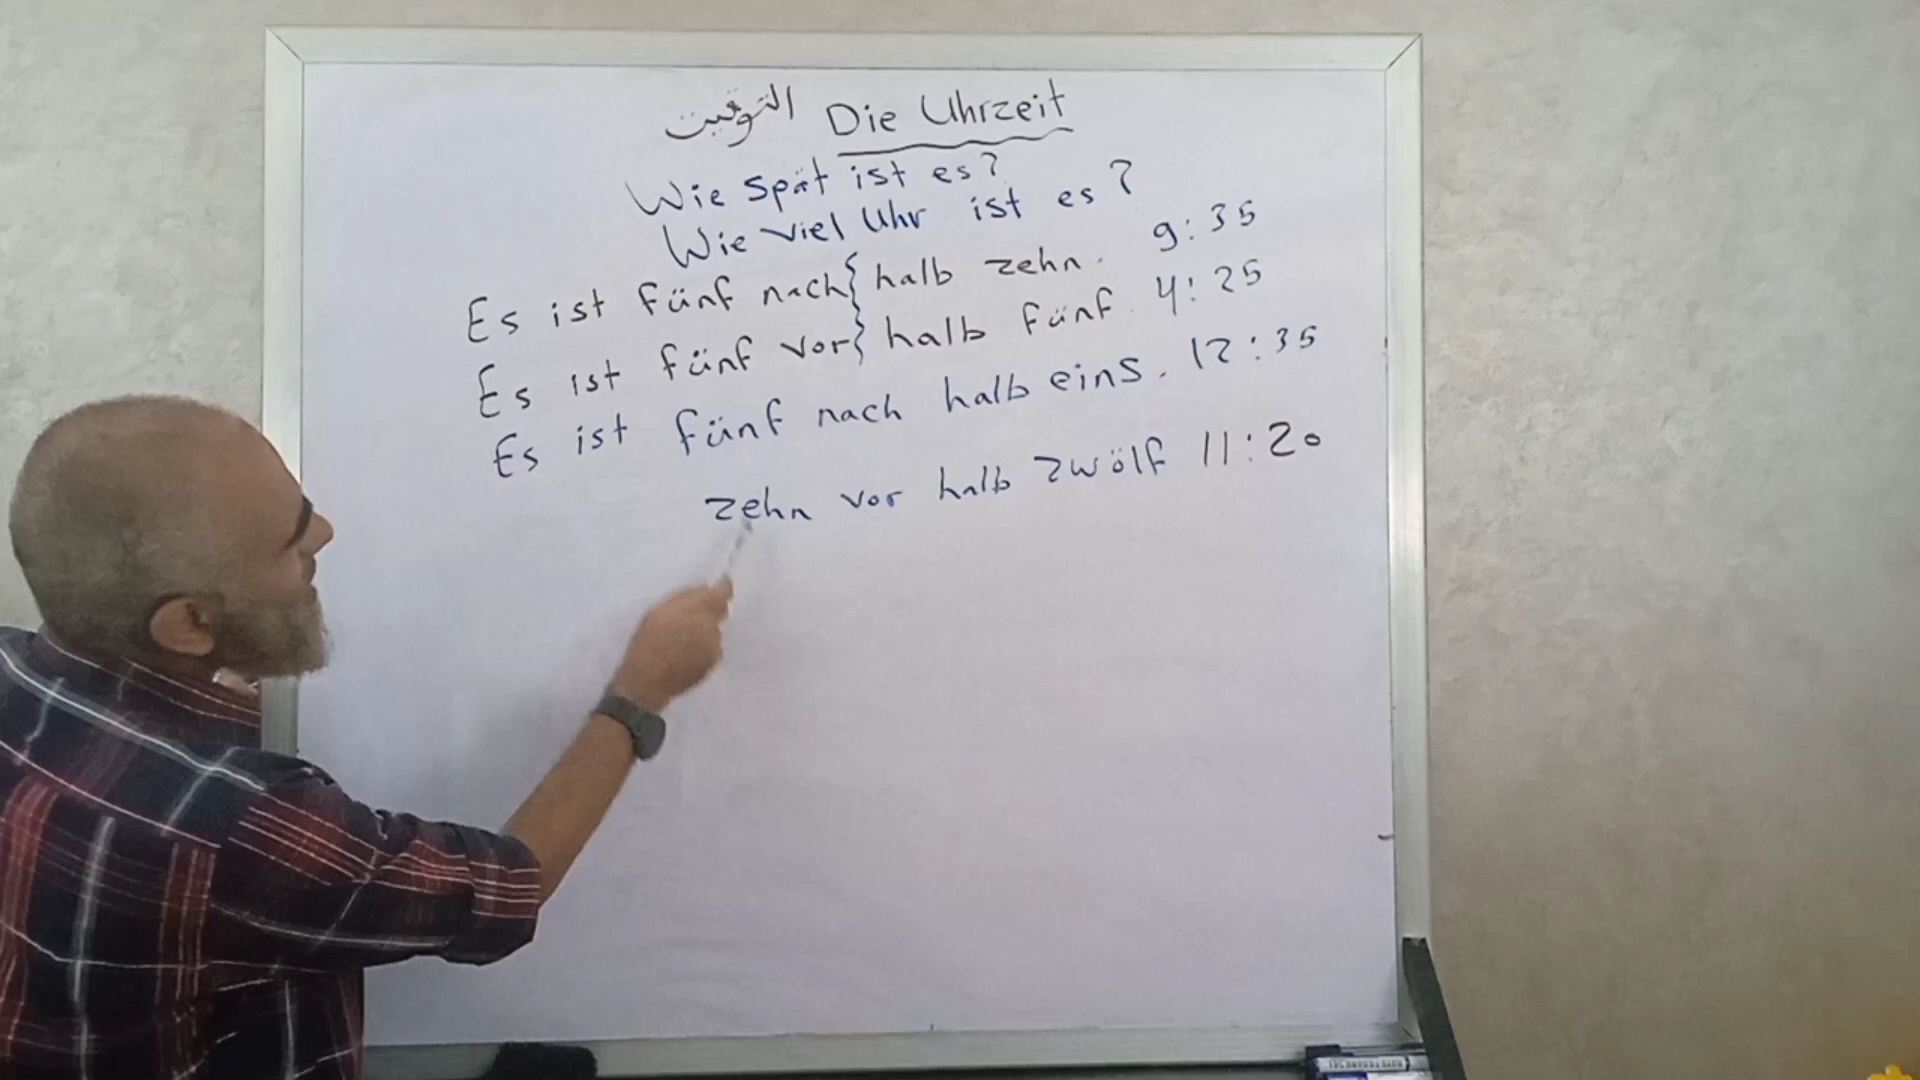 التوقيت Die Uhrzeit
Wie spät ist es?
Wie viel Uhr ist es?
Es ist fünf nach } halb zehn. 9:35
Es ist fünf vor } halb fünf. 4:25
Es ist fünf nach halb eins. 12:35
zehn vor halb zwölf 11:20